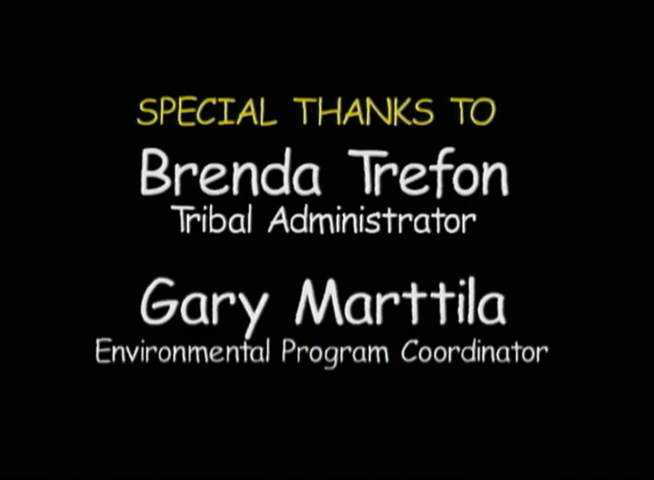 SPECIAL THANKS TO
Brenda Trefon
Tribal Administrator
Gary Marttila
Environmental Program Coordinator